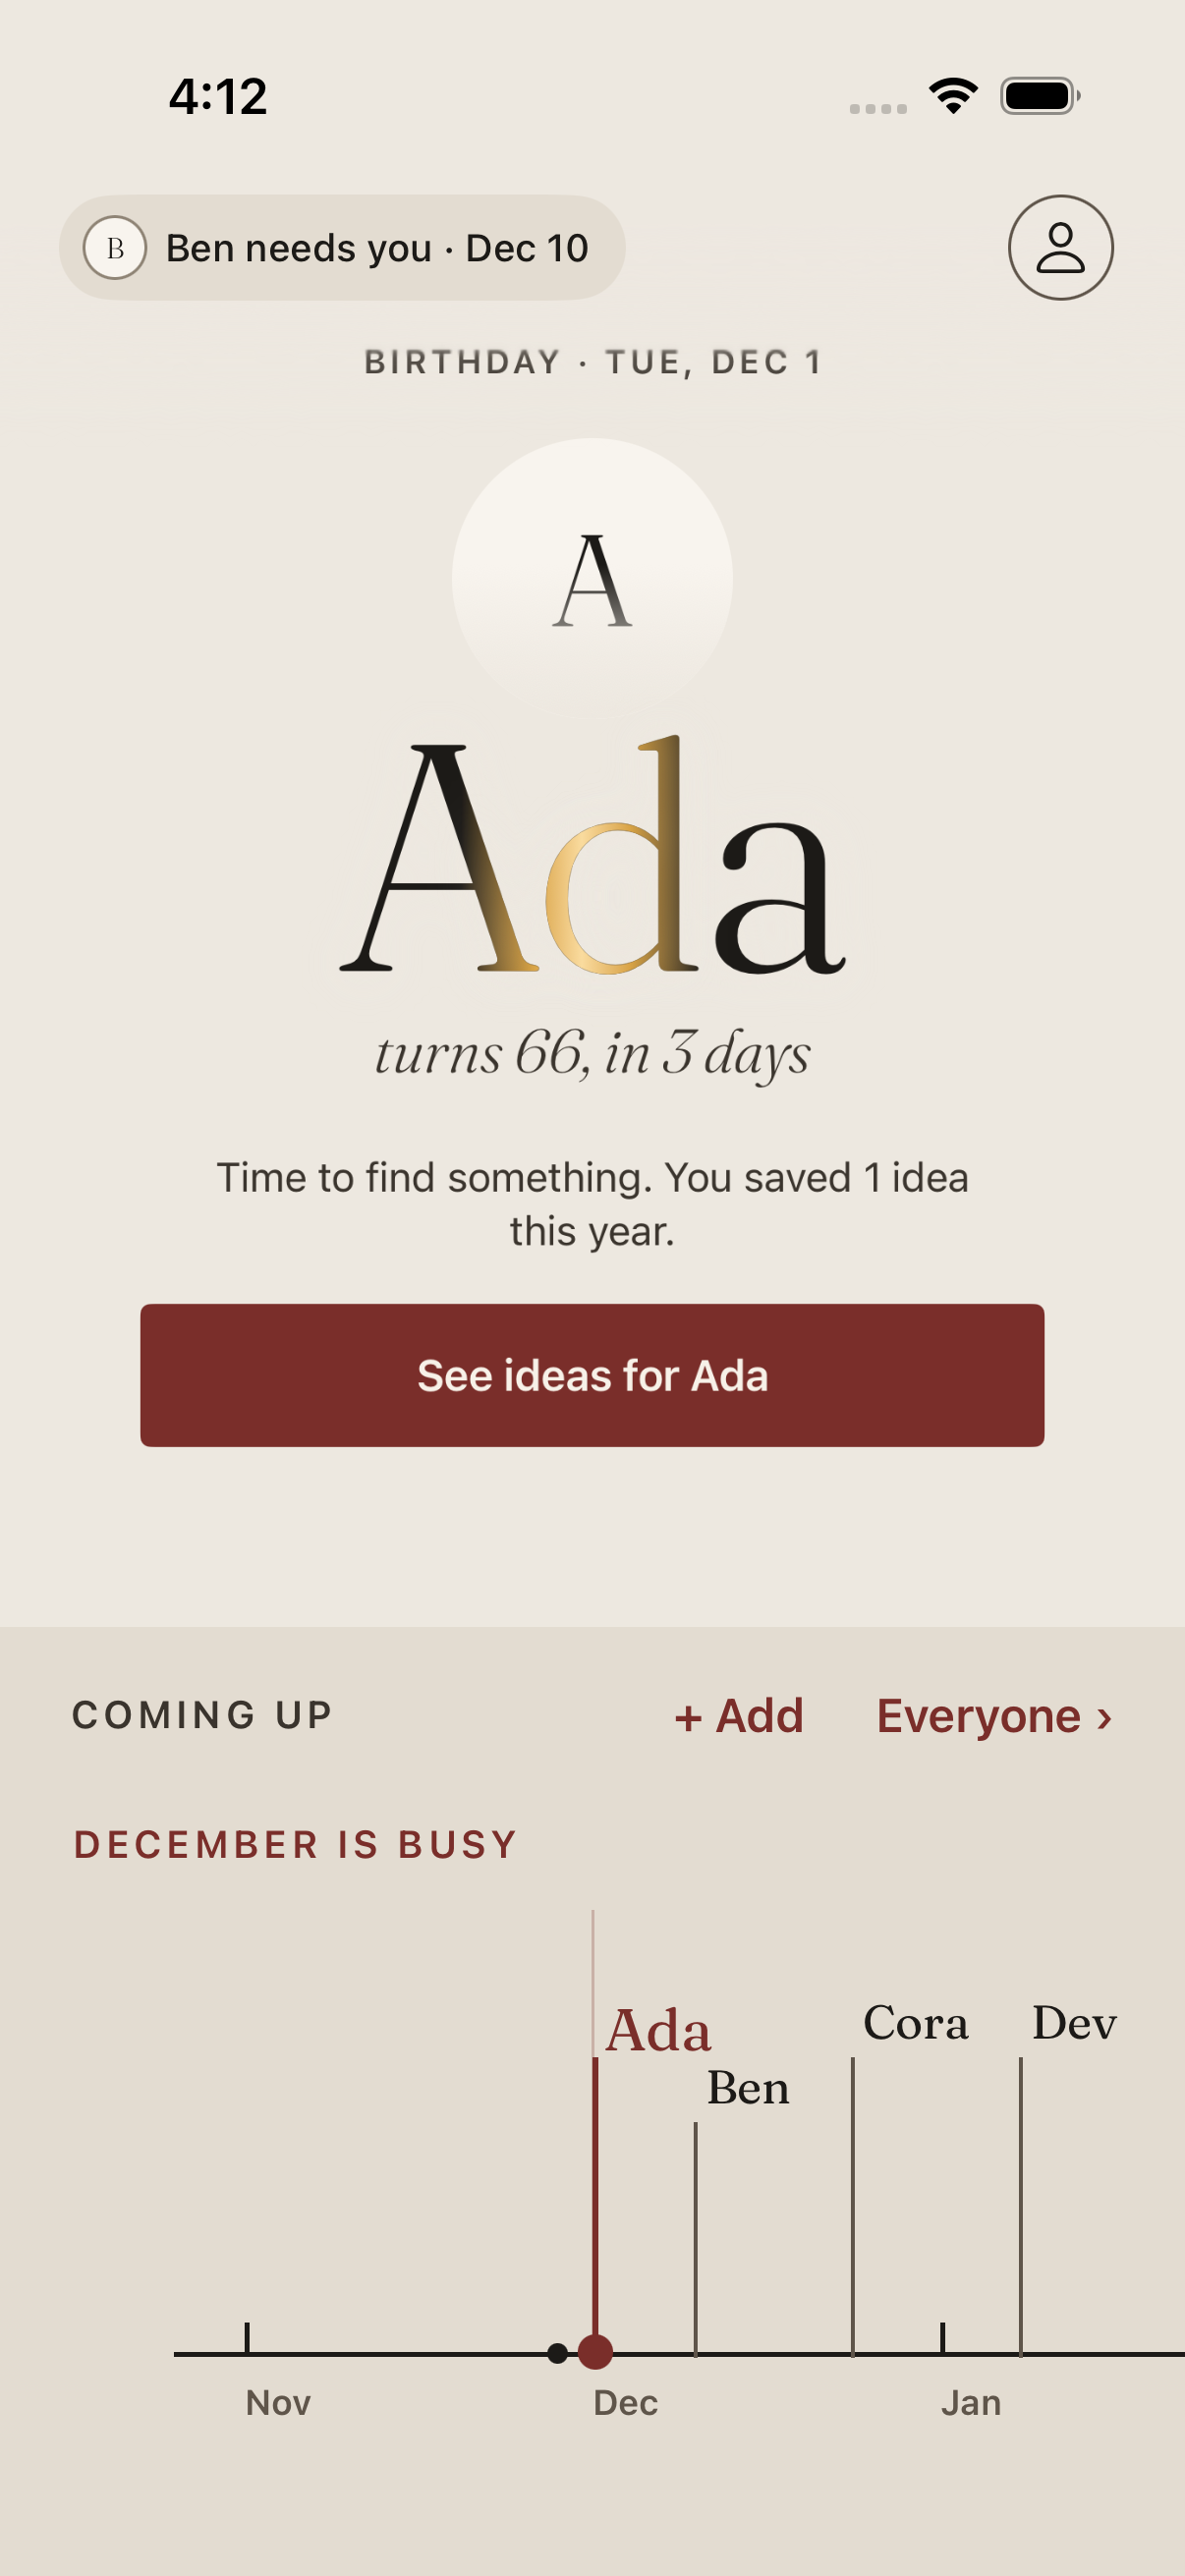 4:12
B
Ben needs you · Dec 10
BIRTHDAY · TUE, DEC 1
A
Ada
turns 66, in 3 days
Time to find something. You saved 1 idea
this year.
See ideas for Ada
COMING UP
+ Add
Everyone ›
DECEMBER IS BUSY
Ada
Ben
Cora
Dev
Nov
Dec
Jan